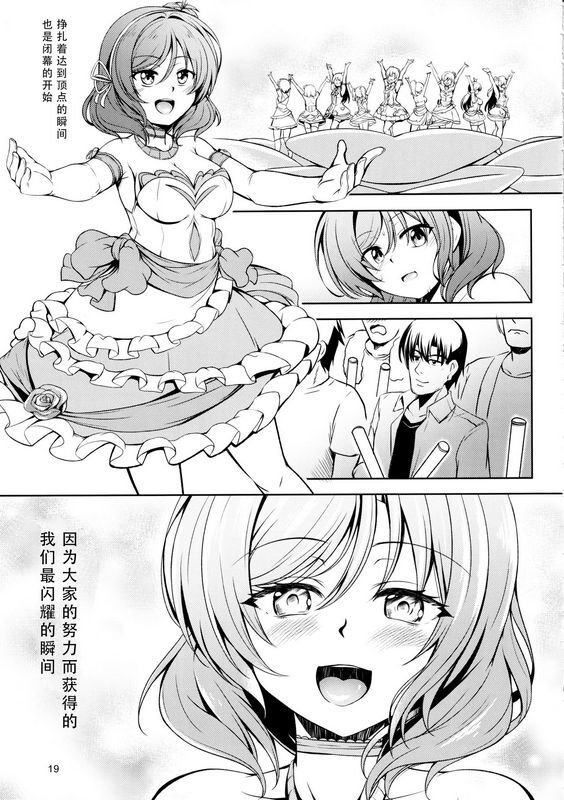 挣扎着达到顶点的瞬间
也是闭幕的开始
因为大家的努力而获得的
我们最闪耀的瞬间
19